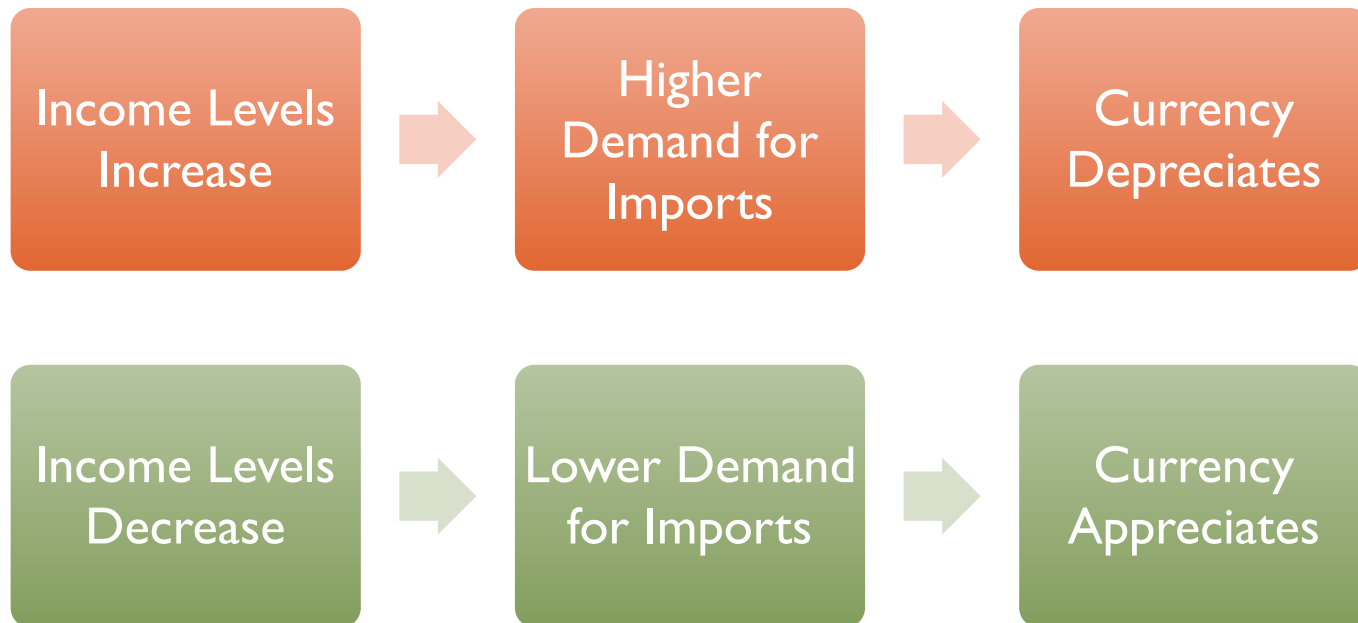 Income Levels
Increase
Higher
Demand for
Imports
Currency
Depreciates
Income Levels
Decrease
Lower Demand
for Imports
Currency
Appreciates